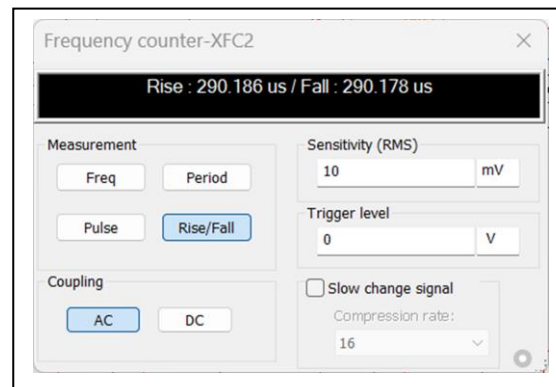 Frequency counter-XFC2
Rise : 290.186 us / Fall : 290.178 us
Measurement
Freq
Period
Pulse
Rise/Fall
Coupling
AC
DC
Sensitivity (RMS)
10
mV
Trigger level
0
V
Slow change signal
Compression rate:
16